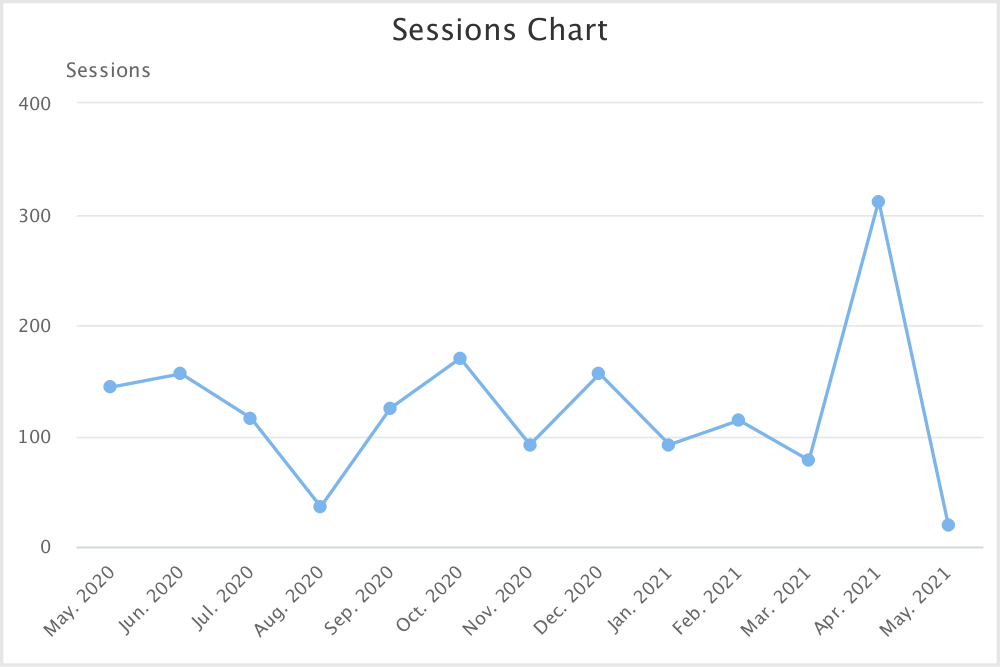 Sessions Chart
Sessions
400
300
200
100
0
May. 2020
Jun. 2020
Jul. 2020
Aug. 2020
Sep. 2020
Oct. 2020
Nov. 2020
Dec. 2020
Jan. 2021
Feb. 2021
Mar. 2021
Apr. 2021
May. 2021